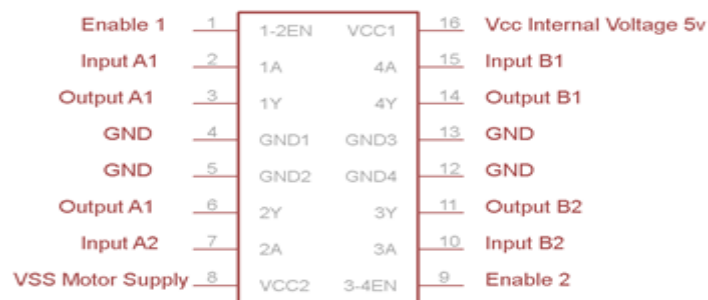 Enable 1 1 1-2EN VCC1 16 Vcc Internal Voltage 5v
Input A1 2 1A 4A 15 Input B1
Output A1 3 1Y 4Y 14 Output B1
GND 4 GND1 GND3 13 GND
GND 5 GND2 GND4 12 GND
Output A1 6 2Y 3Y 11 Output B2
Input A2 7 2A 3A 10 Input B2
VSS Motor Supply 8 VCC2 3-4EN 9 Enable 2